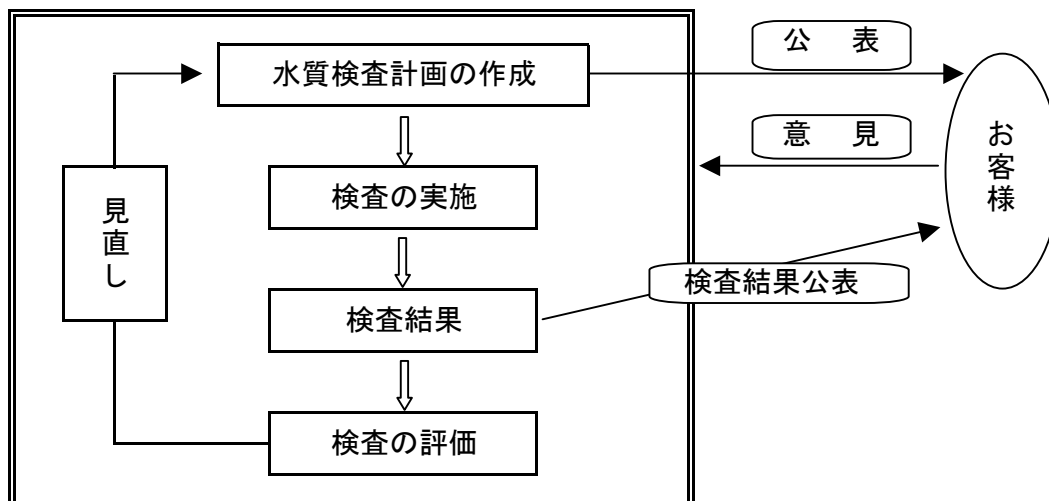 公表
水質検査計画の作成
意見
お客様
検査の実施
見直し
検査結果公表
検査結果
検査の評価